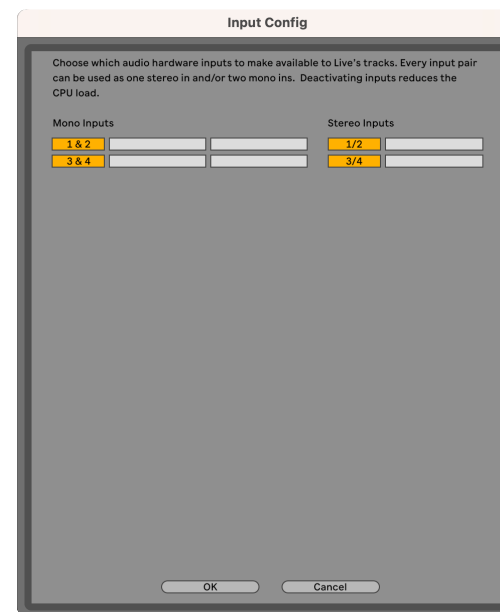 Input Config
Choose which audio hardware inputs to make available to Live's tracks. Every input pair
can be used as one stereo in and/or two mono ins.  Deactivating inputs reduces the
CPU load.
Mono Inputs
Stereo Inputs
1 & 2
1/2
3 & 4
3/4
OK
Cancel